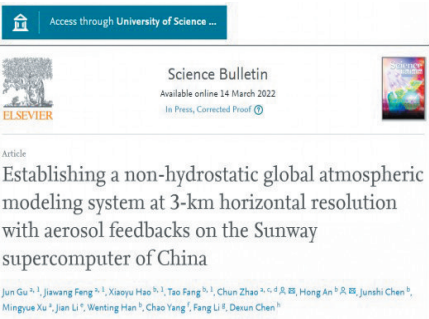 Access through University of Science ...
ELSEVIER
Science Bulletin
Available online 14 March 2022
In Press, Corrected Proof
Article
Establishing a non-hydrostatic global atmospheric
modeling system at 3-km horizontal resolution
with aerosol feedbacks on the Sunway
supercomputer of China
Jun Gu a, 1, Jiawang Feng a, 1, Xiaoyu Hao b, 1, Tao Fang b, 1, Chun Zhao a, c, d, Hong An b, Junshi Chen b,
Mingyue Xu a, Jian Li e, Wenting Han b, Chao Yang f, Fang Li g, Dexun Chen h